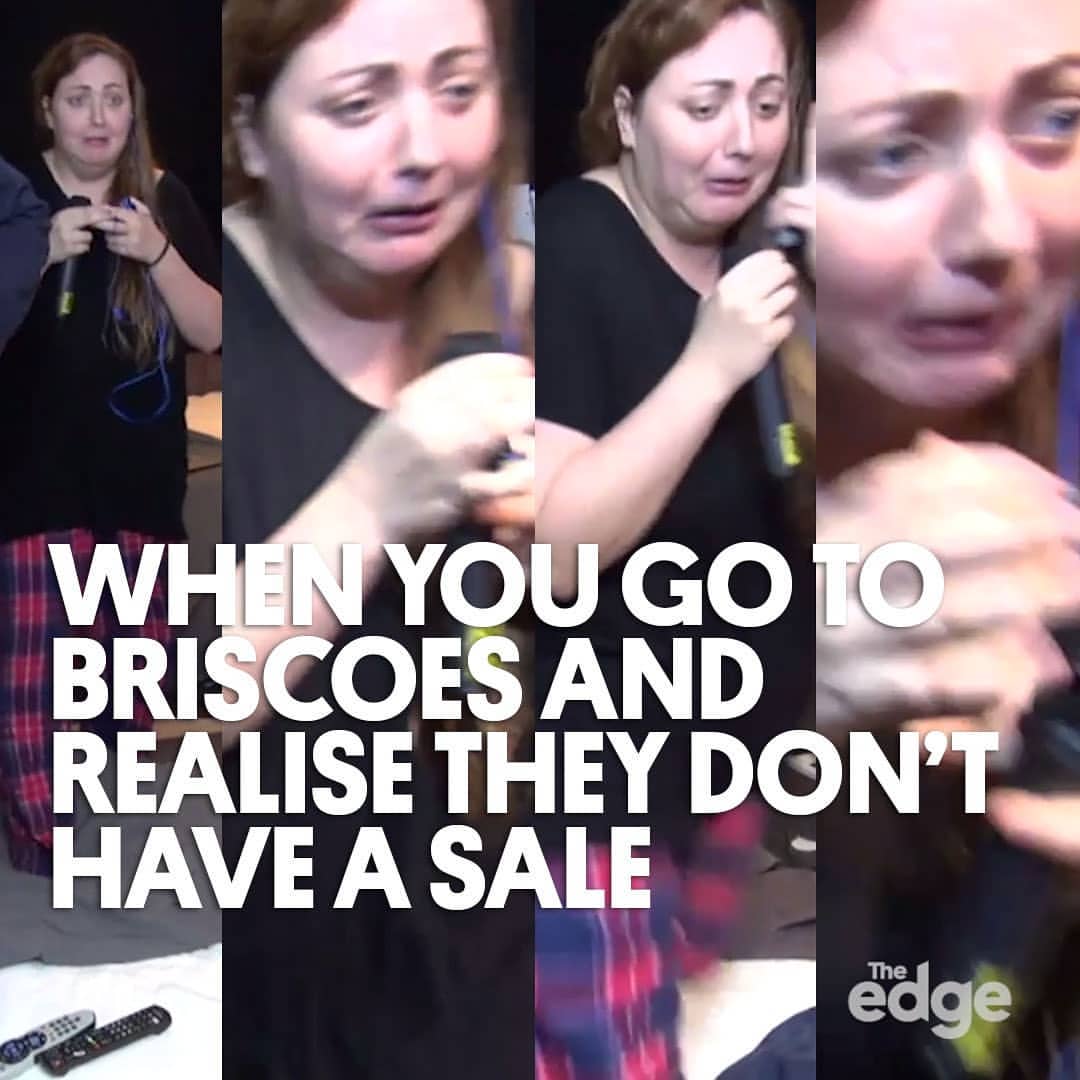 WHEN YOU GO TO
BRISCOES AND
REALISE THEY DON'T
HAVE A SALE
The
edge